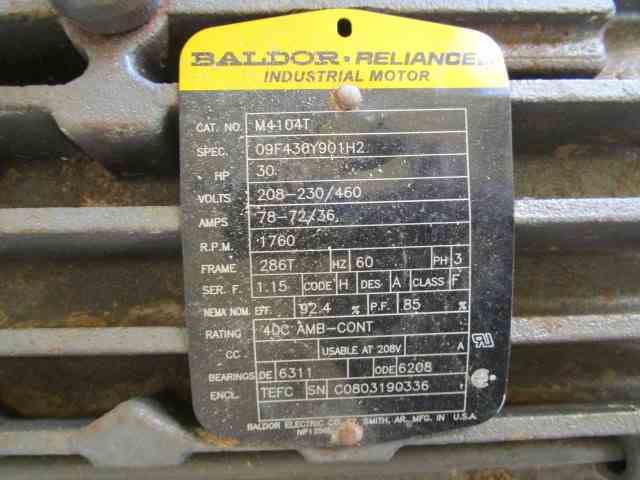 BALDOR • RELIANCE
INDUSTRIAL MOTOR
CAT. NO. M4104T
SPEC. 09F438Y901H2
HP 30
VOLTS 208-230/460
AMPS 78-72/36
R.P.M. 1760
FRAME 286T HZ 60 PH 3
SER. F. 1.15 CODE H DES A CLASS F
NEMA NOM. EFF 92.4 % P.F. 85 %
RATING 40C AMB-CONT
CC USABLE AT 208V A
BEARINGS DE 6311 ODE 6208
ENCL. TEFC SN C0803190336
BALDOR ELECTRIC CO. FT. SMITH, AR. MFG. IN U.S.A.